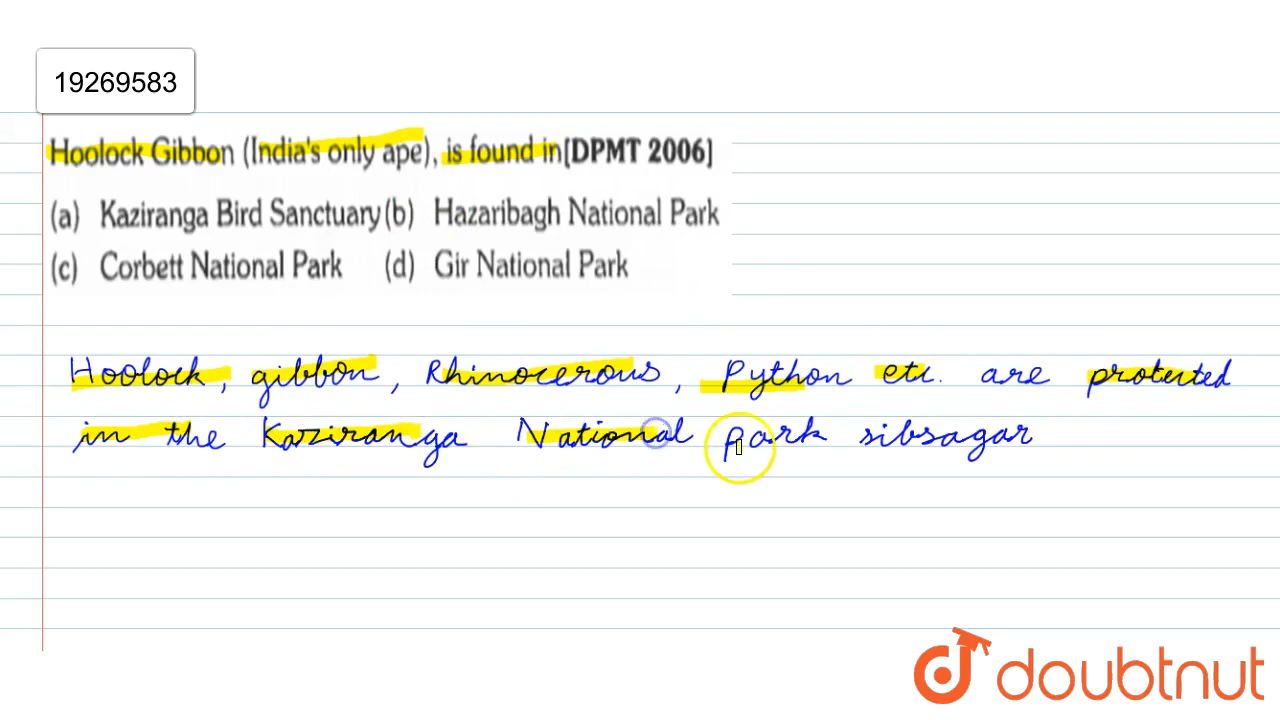 19269583
Hoolock Gibbon (India's only ape), is found in[DPMT 2006]
(a) Kaziranga Bird Sanctuary (b) Hazaribagh National Park
(c) Corbett National Park (d) Gir National Park
Hoolock, gibbon, Rhinocerous, Python etc. are protected
in the Kaziranga National Park sibsagar
doubtnut